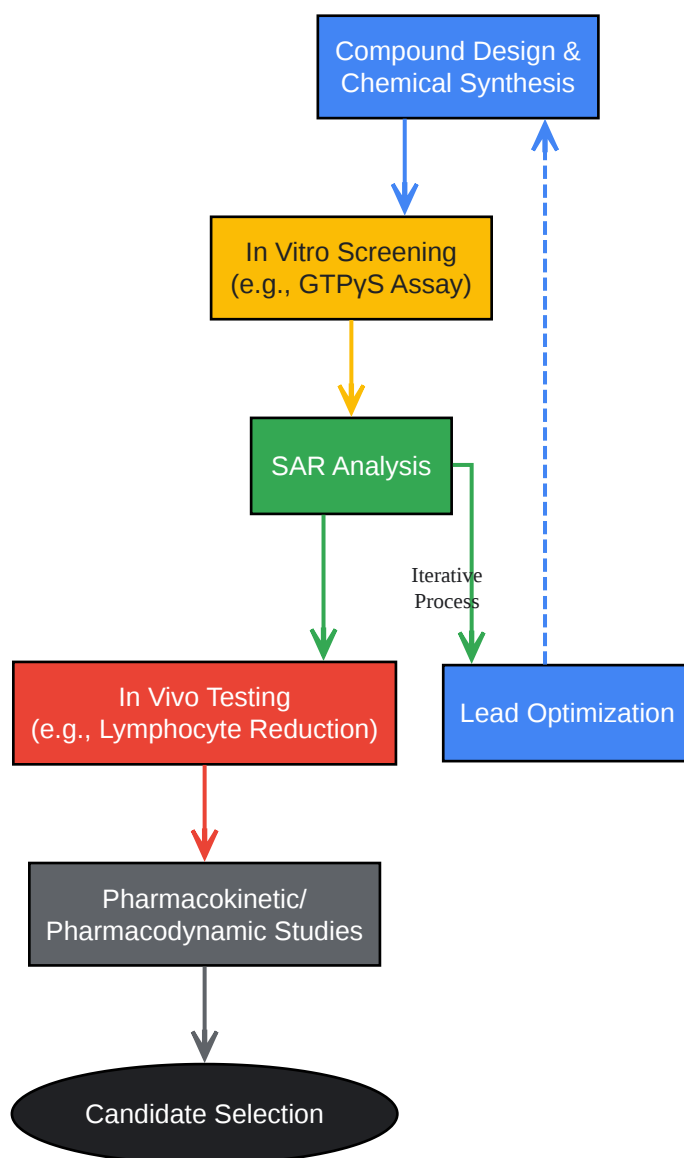 Compound Design &
Chemical Synthesis
In Vitro Screening
(e.g., GTPγS Assay)
SAR Analysis
Iterative
Process
In Vivo Testing
(e.g., Lymphocyte Reduction)
Lead Optimization
Pharmacokinetic/
Pharmacodynamic Studies
Candidate Selection